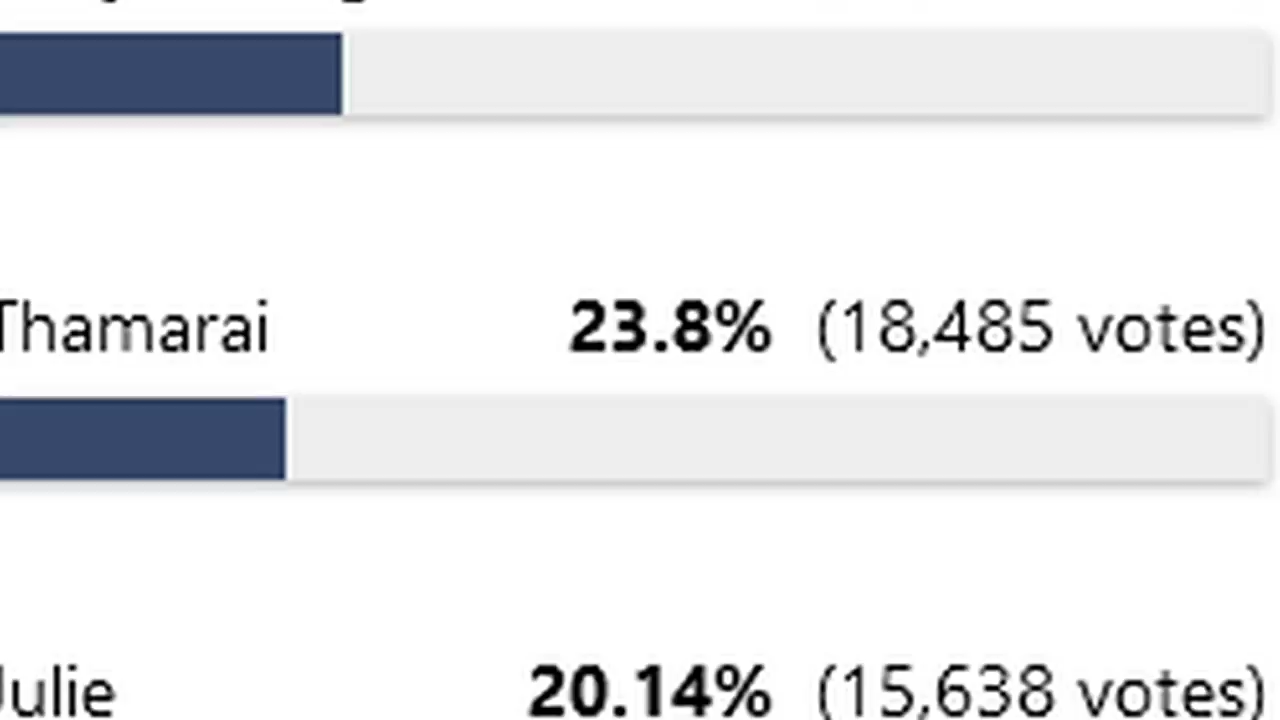 Thamarai 23.8% (18,485 votes)
Julie 20.14% (15,638 votes)